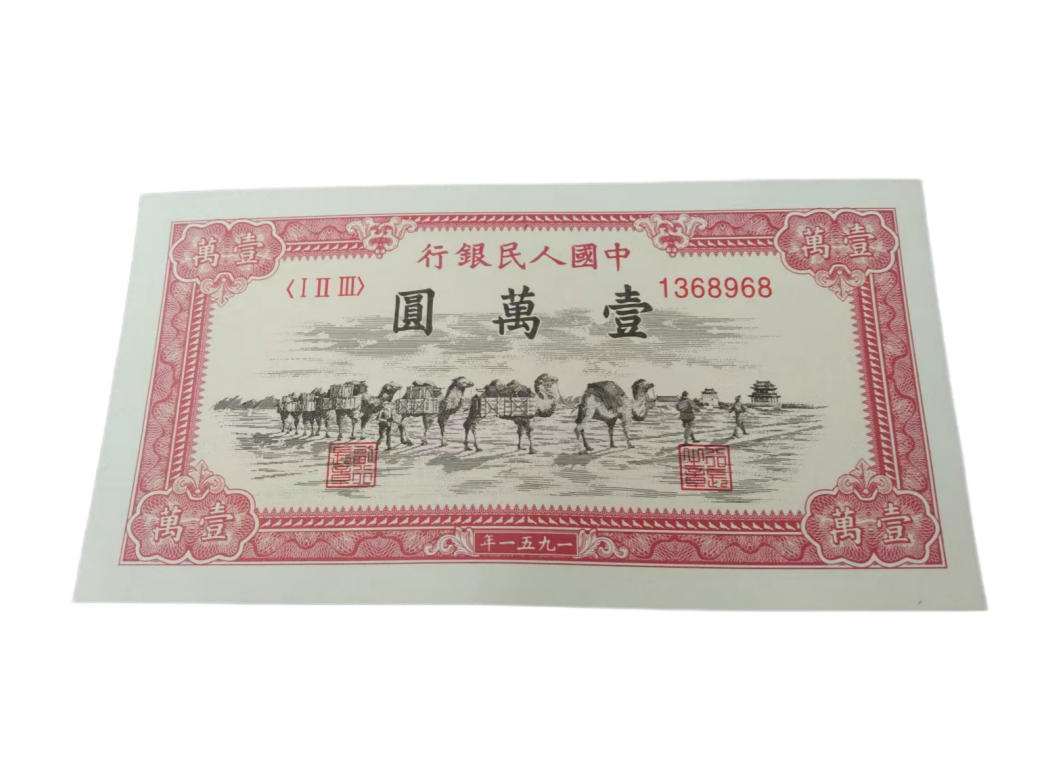 萬壹
萬壹
行銀民人國中
〈I II III〉
1368968
圓萬壹
萬壹
萬壹
年一五九一